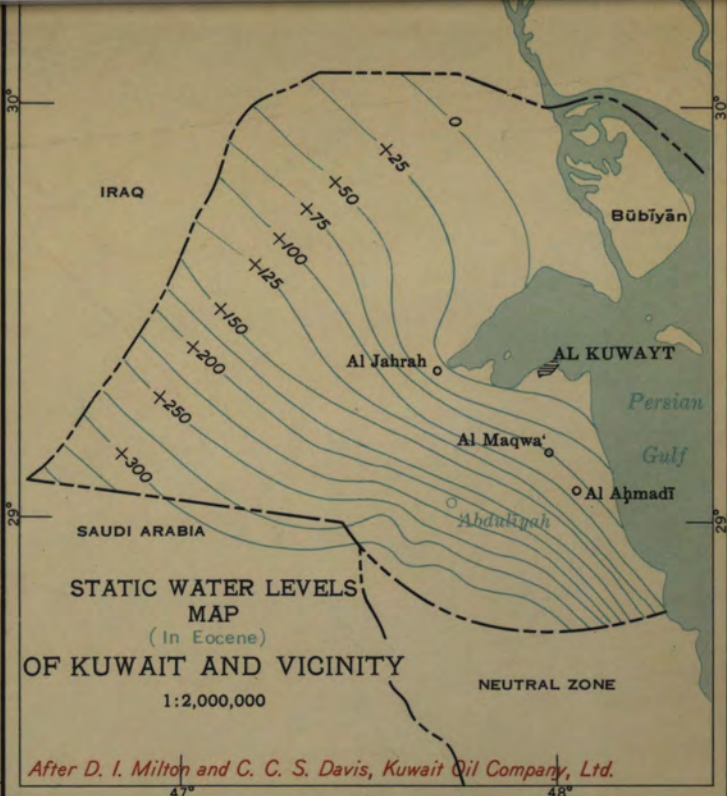 30°
30°
IRAQ
Būbīyān
O
+25
+50
+75
+100
+125
+150
+200
+250
+300
Al Jahrah
AL KUWAYT
Persian
Gulf
Al Maqwa'
Al Aḥmadī
'Abduliyah
29°
29°
SAUDI ARABIA
STATIC WATER LEVELS
MAP
(In Eocene)
OF KUWAIT AND VICINITY
1:2,000,000
NEUTRAL ZONE
After D. I. Milton and C. C. S. Davis, Kuwait Oil Company, Ltd.
47°
48°